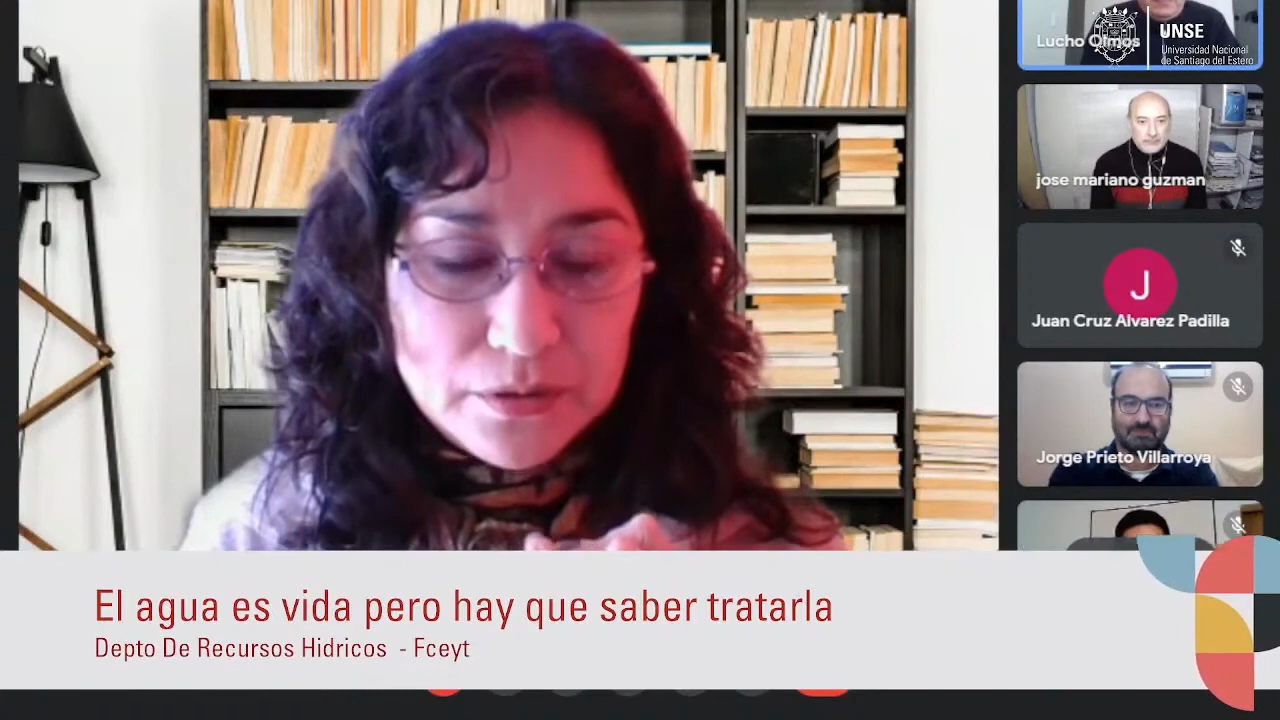 Lucho Olmos
UNSE
Universidad Nacional
de Santiago del Estero
jose mariano guzman
J
Juan Cruz Alvarez Padilla
Jorge Prieto Villarroya
El agua es vida pero hay que saber tratarla
Depto De Recursos Hidricos - Fceyt